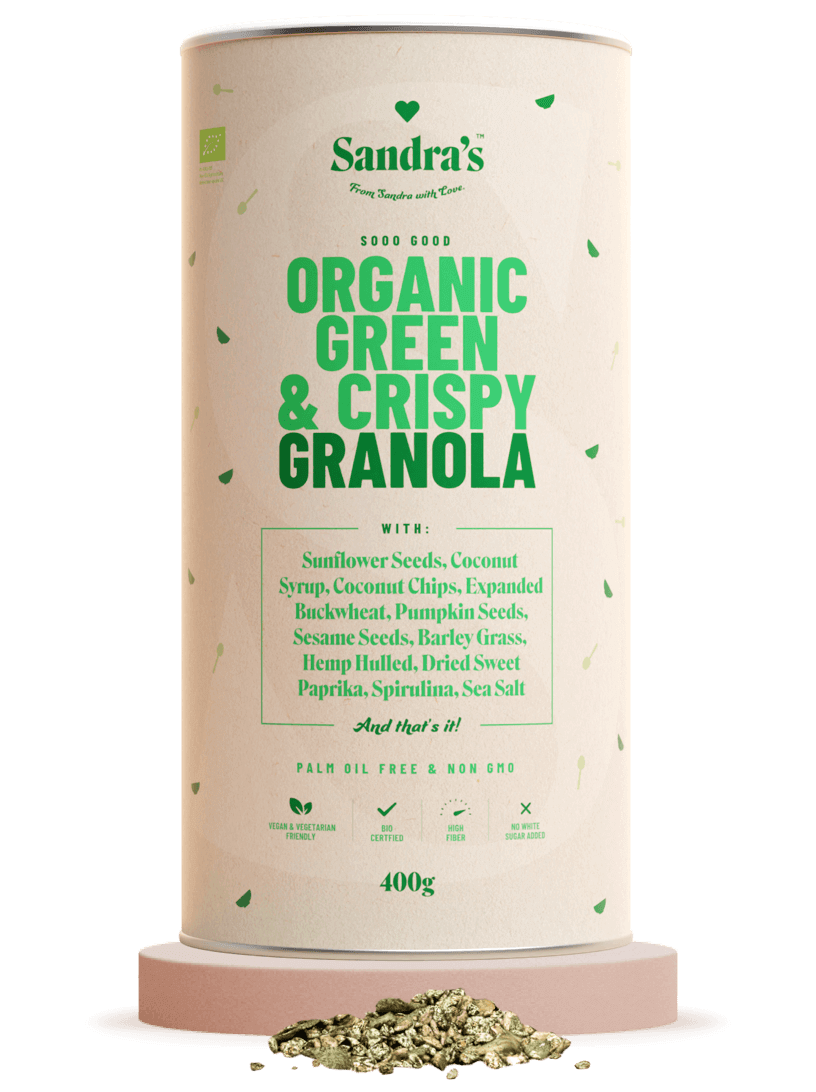 Sandra's™
From Sandra with Love.
SOOO GOOD
ORGANIC
GREEN
& CRISPY
GRANOLA
WITH:
Sunflower Seeds, Coconut
Syrup, Coconut Chips, Expanded
Buckwheat, Pumpkin Seeds,
Sesame Seeds, Barley Grass,
Hemp Hulled, Dried Sweet
Paprika, Spirulina, Sea Salt
And that's it!
PALM OIL FREE & NON GMO
VEGAN & VEGETARIAN
FRIENDLY
BIO
CERTFIED
HIGH
FIBER
NO WHITE
SUGAR ADDED
400g